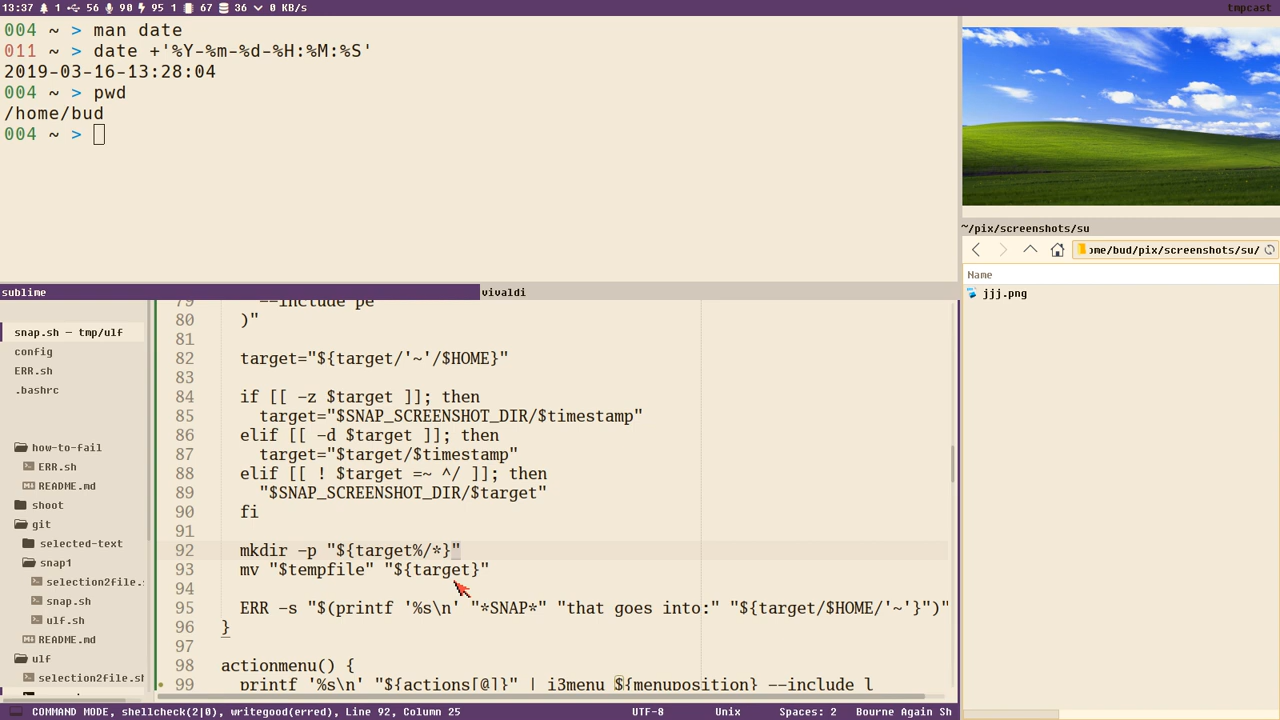 13:37 1 56 90 95 1 67 36 0 KB/s
tmpcast
004 ~ > man date
011 ~ > date +'%Y-%m-%d-%H:%M:%S'
2019-03-16-13:28:04
004 ~ > pwd
/home/bud
004 ~ >
~/pix/screenshots/su
ome/bud/pix/screenshots/su/
Name
jjj.png
sublime
vivaldi
snap.sh — tmp/ulf
config
ERR.sh
.bashrc
how-to-fail
ERR.sh
README.md
shoot
git
selected-text
snap1
selection2file.s
snap.sh
ulf.sh
README.md
ulf
selection2file.sh
79 --include pe
80 )"
81
82 target="${target/'~'/$HOME}"
83
84 if [[ -z $target ]]; then
85 target="$SNAP_SCREENSHOT_DIR/$timestamp"
86 elif [[ -d $target ]]; then
87 target="$target/$timestamp"
88 elif [[ ! $target =~ ^/ ]]; then
89 "$SNAP_SCREENSHOT_DIR/$target"
90 fi
91
92 mkdir -p "${target%/*}"
93 mv "$tempfile" "${target}"
94
95 ERR -s "$(printf '%s\n' "*SNAP*" "that goes into:" "${target/$HOME/'~'}")"
96 }
97
98 actionmenu() {
99 printf '%s\n' "${actions[@]}" | i3menu ${menuposition} --include l
COMMAND MODE, shellcheck(2|0), writegood(erred), Line 92, Column 25
UTF-8
Unix
Spaces: 2
Bourne Again Sh